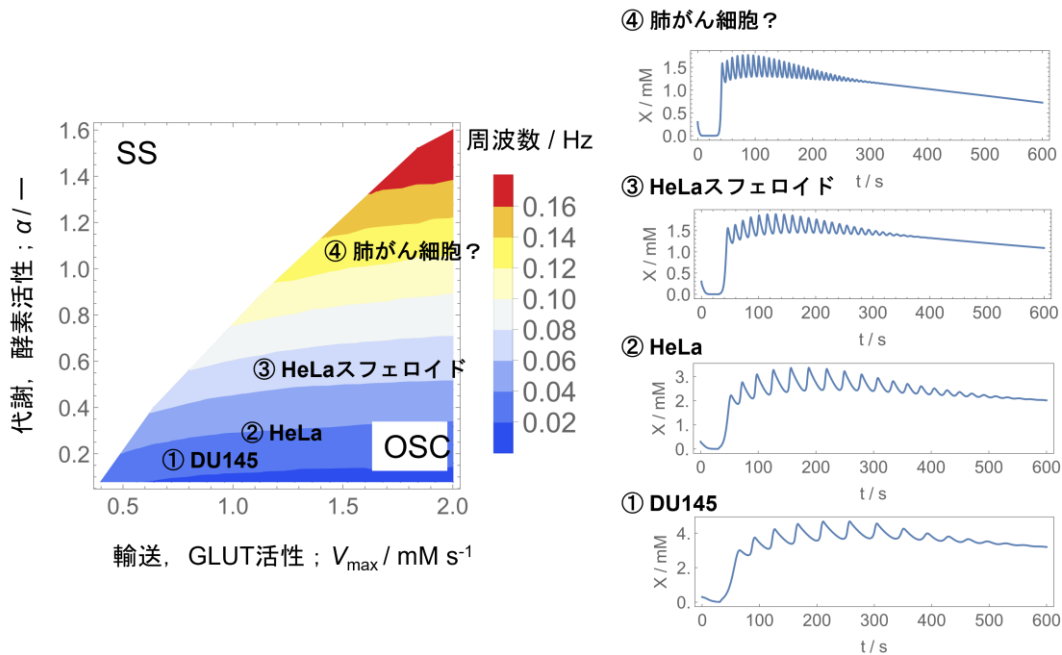 ④ 肺がん細胞？
X / mM
1.5
1.0
0.5
0.0
0 100 200 300 400 500 600
t / s
③ HeLaスフェロイド
X / mM
1.5
1.0
0.5
0.0
0 100 200 300 400 500 600
t / s
② HeLa
X / mM
3.
2.
1.
0.
0 100 200 300 400 500 600
t / s
① DU145
X / mM
4.
2.
0.
0 100 200 300 400 500 600
t / s
代謝，酵素活性；α / —
1.6
1.4
1.2
1.0
0.8
0.6
0.4
0.2
SS
④ 肺がん細胞？
③ HeLaスフェロイド
② HeLa
① DU145
OSC
0.5 1.0 1.5 2.0
輸送，GLUT活性；Vmax / mM s-1
周波数 / Hz
0.16
0.14
0.12
0.10
0.08
0.06
0.04
0.02